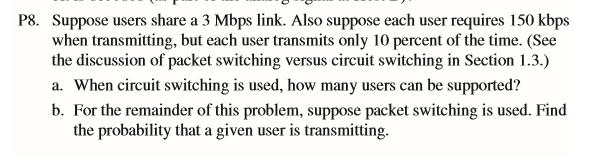 P8. Suppose users share a 3 Mbps link. Also suppose each user requires 150 kbps
when transmitting, but each user transmits only 10 percent of the time. (See
the discussion of packet switching versus circuit switching in Section 1.3.)
a. When circuit switching is used, how many users can be supported?
b. For the remainder of this problem, suppose packet switching is used. Find
the probability that a given user is transmitting.